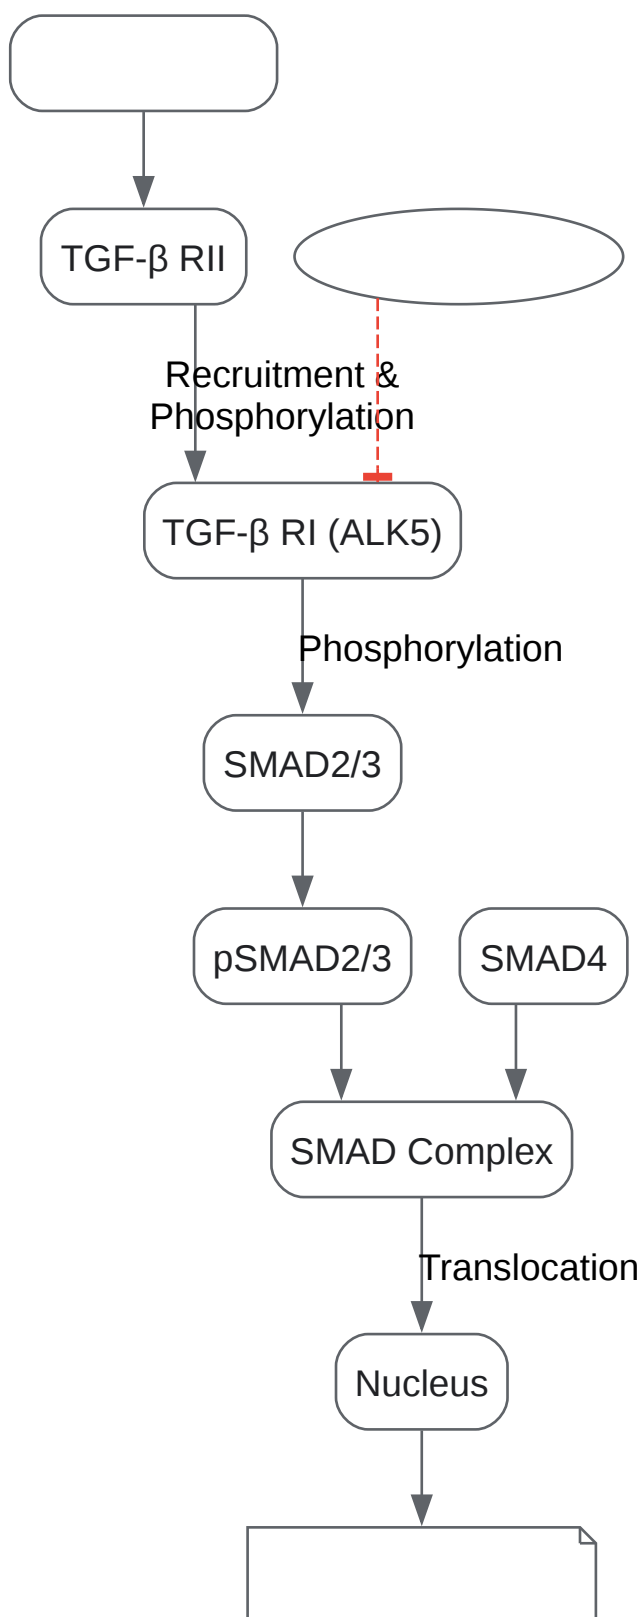 TGF-β RII
Recruitment &
Phosphorylation
TGF-β RI (ALK5)
Phosphorylation
SMAD2/3
pSMAD2/3
SMAD4
SMAD Complex
Translocation
Nucleus